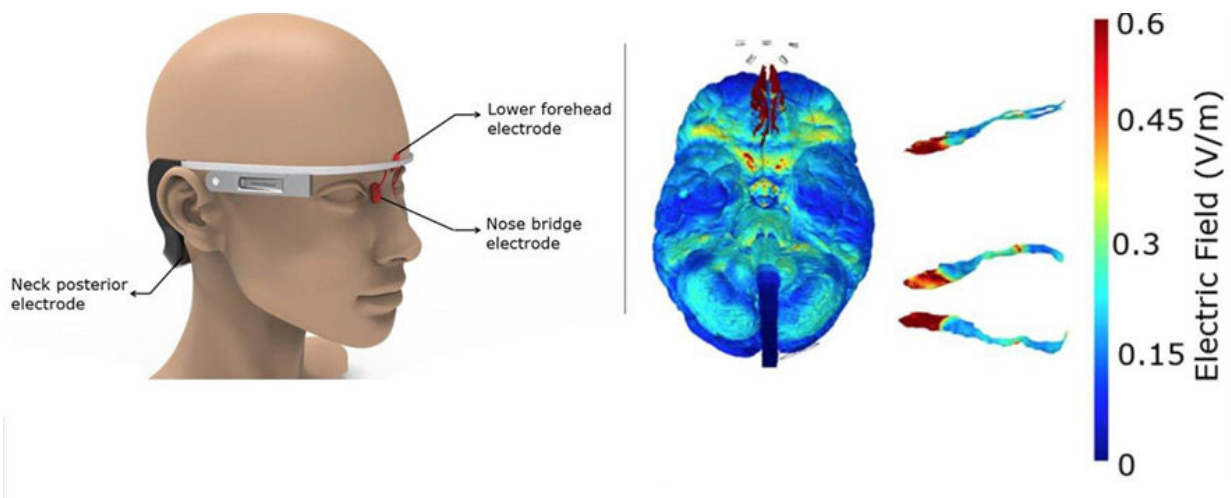 Lower forehead
electrode
Nose bridge
electrode
Neck posterior
electrode
0.6
0.45
0.3
0.15
0
Electric Field (V/m)